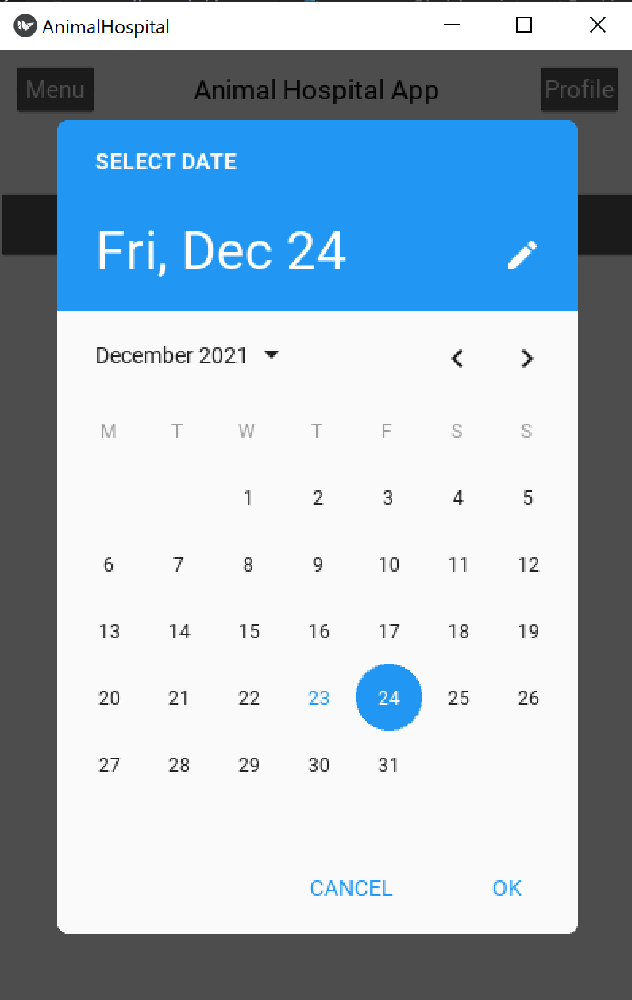 AnimalHospital
Menu Animal Hospital App Profile
SELECT DATE
Fri, Dec 24
December 2021
M T W T F S S
1 2 3 4 5
6 7 8 9 10 11 12
13 14 15 16 17 18 19
20 21 22 23 24 25 26
27 28 29 30 31
CANCEL OK